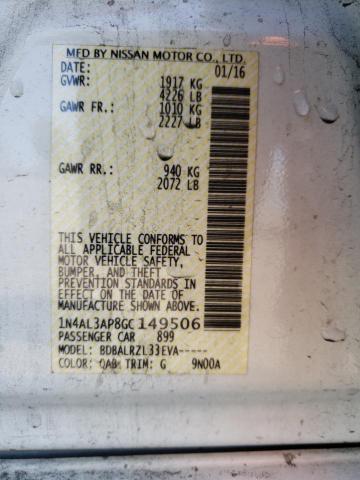 MFD BY NISSAN MOTOR CO., LTD.
DATE: 01/16
GVWR: 1917 KG
4226 LB
GAWR FR.: 1010 KG
2227 LB
GAWR RR.: 940 KG
2072 LB
THIS VEHICLE CONFORMS TO
ALL APPLICABLE FEDERAL
MOTOR VEHICLE SAFETY,
BUMPER, AND THEFT
PREVENTION STANDARDS IN
EFFECT ON THE DATE OF
MANUFACTURE SHOWN ABOVE.
1N4AL3AP8GC149506
PASSENGER CAR 899
MODEL: BDBALRZL33EVA-----
COLOR: QAB TRIM: G 9N00A